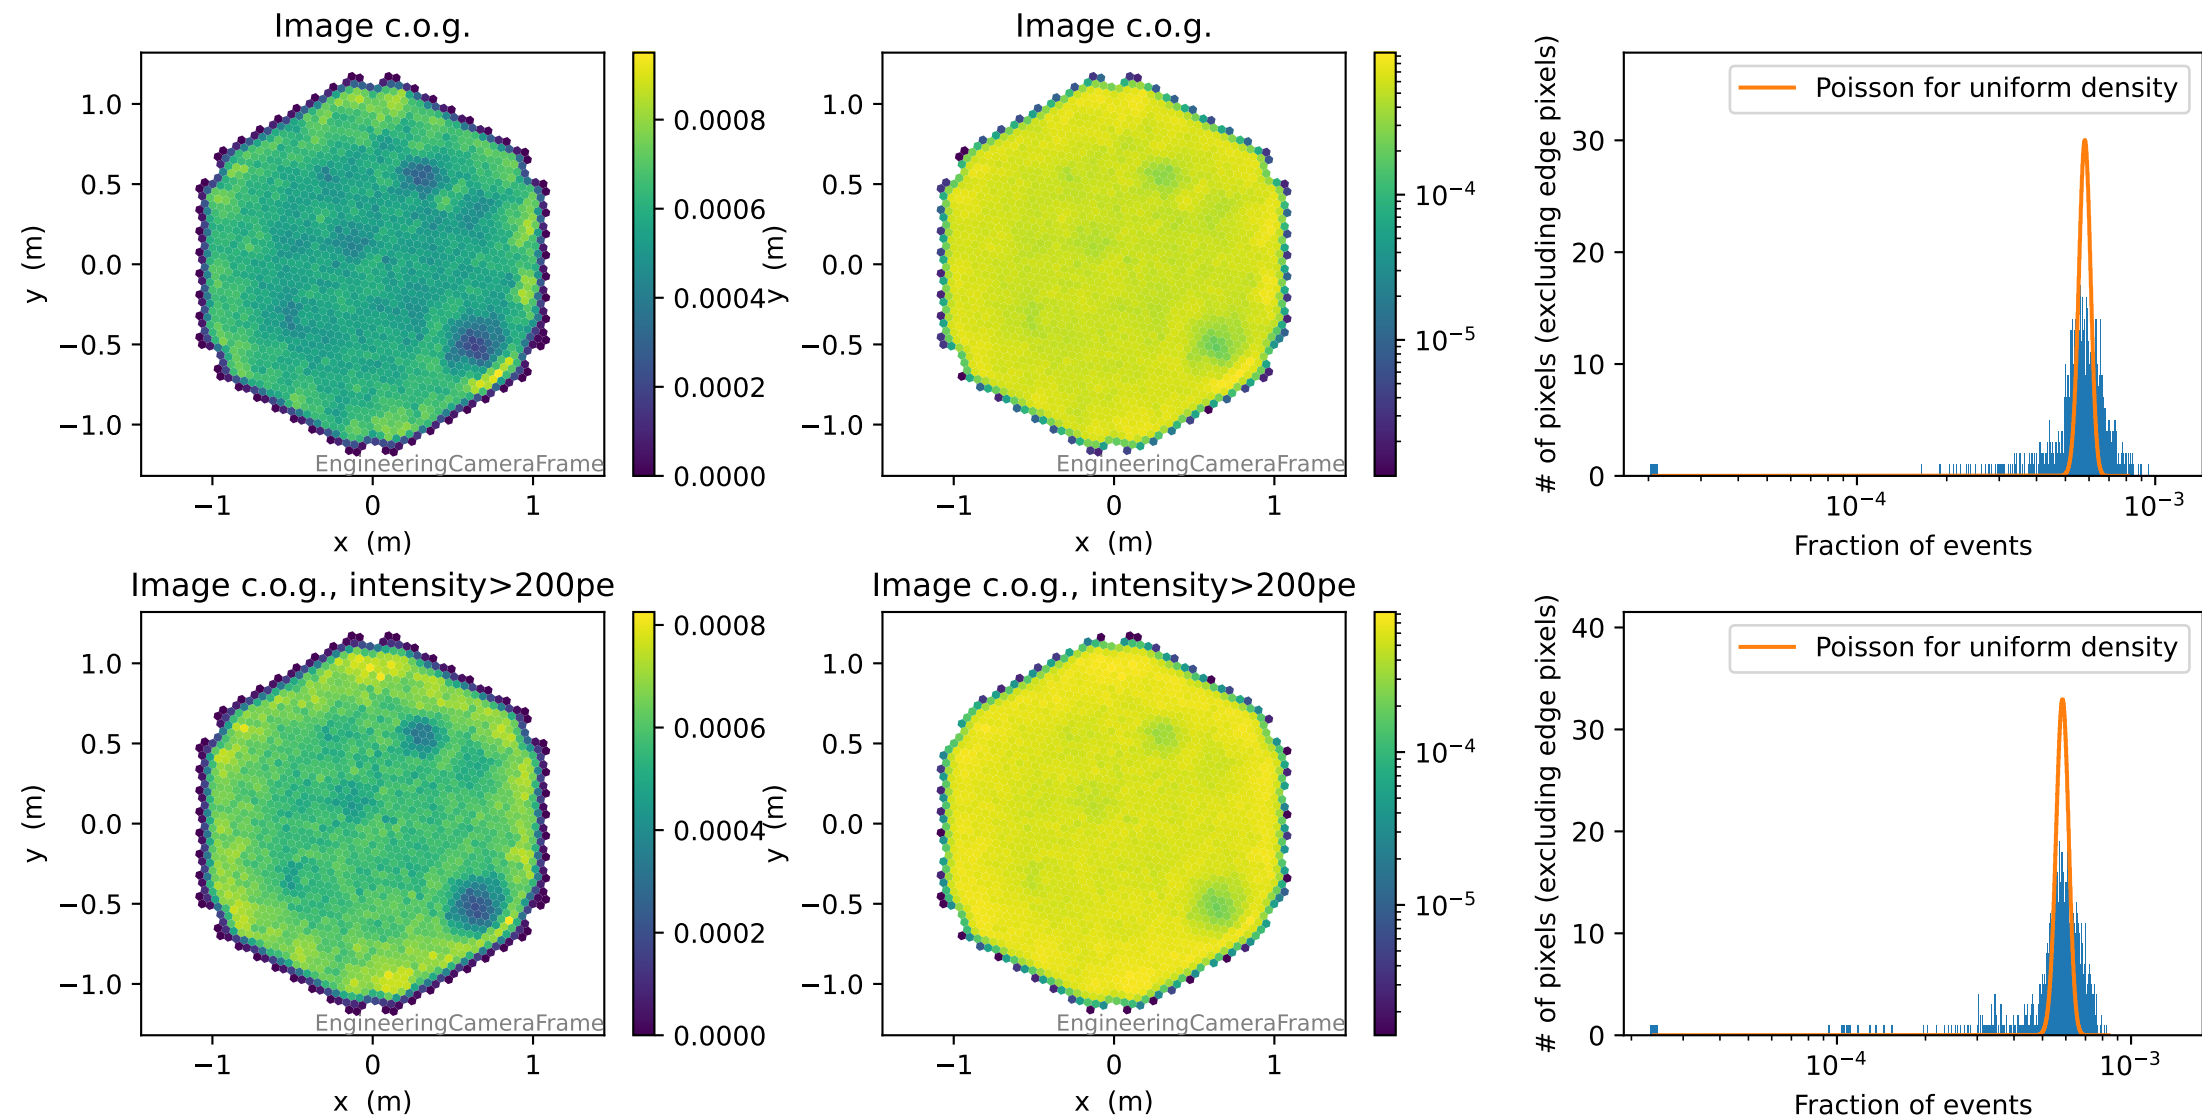 Image c.o.g.
1.0
0.5
0.0
−0.5
−1.0
y (m)
−1
0
1
x (m)
EngineeringCameraFrame
0.0008
0.0006
0.0004
0.0002
0.0000
Image c.o.g.
1.0
0.5
0.0
−0.5
−1.0
y (m)
−1
0
1
x (m)
EngineeringCameraFrame
10⁻⁴
10⁻⁵
Poisson for uniform density
30
20
10
0
# of pixels (excluding edge pixels)
10⁻⁴
10⁻³
Fraction of events
Image c.o.g., intensity>200pe
1.0
0.5
0.0
−0.5
−1.0
y (m)
−1
0
1
x (m)
EngineeringCameraFrame
0.0008
0.0006
0.0004
0.0002
0.0000
Image c.o.g., intensity>200pe
1.0
0.5
0.0
−0.5
−1.0
y (m)
−1
0
1
x (m)
EngineeringCameraFrame
10⁻⁴
10⁻⁵
Poisson for uniform density
40
30
20
10
0
# of pixels (excluding edge pixels)
10⁻⁴
10⁻³
Fraction of events